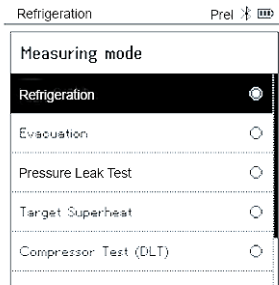 Refrigeration Prel
Measuring mode
Refrigeration
Evacuation
Pressure Leak Test
Target Superheat
Compressor Test (DLT)